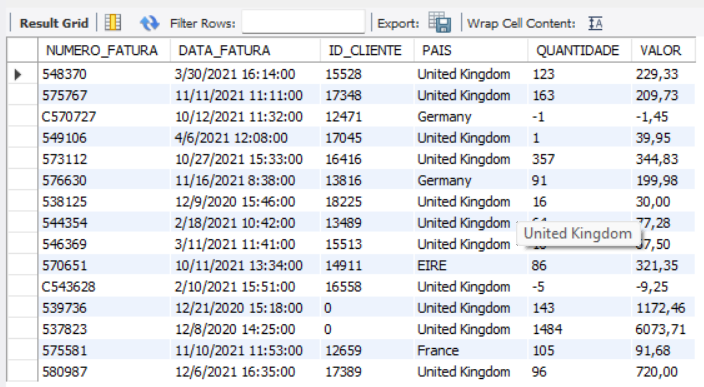 Result Grid Filter Rows: Export: Wrap Cell Content: IA
NUMERO_FATURA DATA_FATURA ID_CLIENTE PAIS QUANTIDADE VALOR
548370 3/30/2021 16:14:00 15528 United Kingdom 123 229,33
575767 11/11/2021 11:11:00 17348 United Kingdom 163 209,73
C570727 10/12/2021 11:32:00 12471 Germany -1 -1,45
549106 4/6/2021 12:08:00 17045 United Kingdom 1 39,95
573112 10/27/2021 15:33:00 16416 United Kingdom 357 344,83
576630 11/16/2021 8:38:00 13816 Germany 91 199,98
538125 12/9/2020 15:46:00 18225 United Kingdom 16 30,00
544354 2/18/2021 10:42:00 13489 United Kingdom 77,28
United Kingdom
546369 3/11/2021 11:41:00 15513 United Kingdom
570651 10/11/2021 13:34:00 14911 EIRE 86 321,35
C543628 2/10/2021 15:51:00 16558 United Kingdom -5 -9,25
539736 12/21/2020 15:18:00 0 United Kingdom 143 1172,46
537823 12/8/2020 14:25:00 0 United Kingdom 1484 6073,71
575581 11/10/2021 11:53:00 12659 France 105 91,68
580987 12/6/2021 16:35:00 17389 United Kingdom 96 720,00